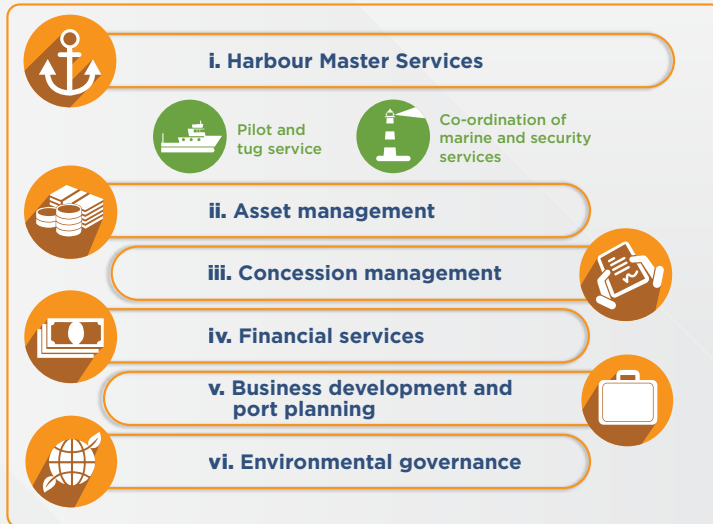 i. Harbour Master Services
Pilot and
tug service
Co-ordination of
marine and security
services
ii. Asset management
iii. Concession management
iv. Financial services
v. Business development and
port planning
vi. Environmental governance